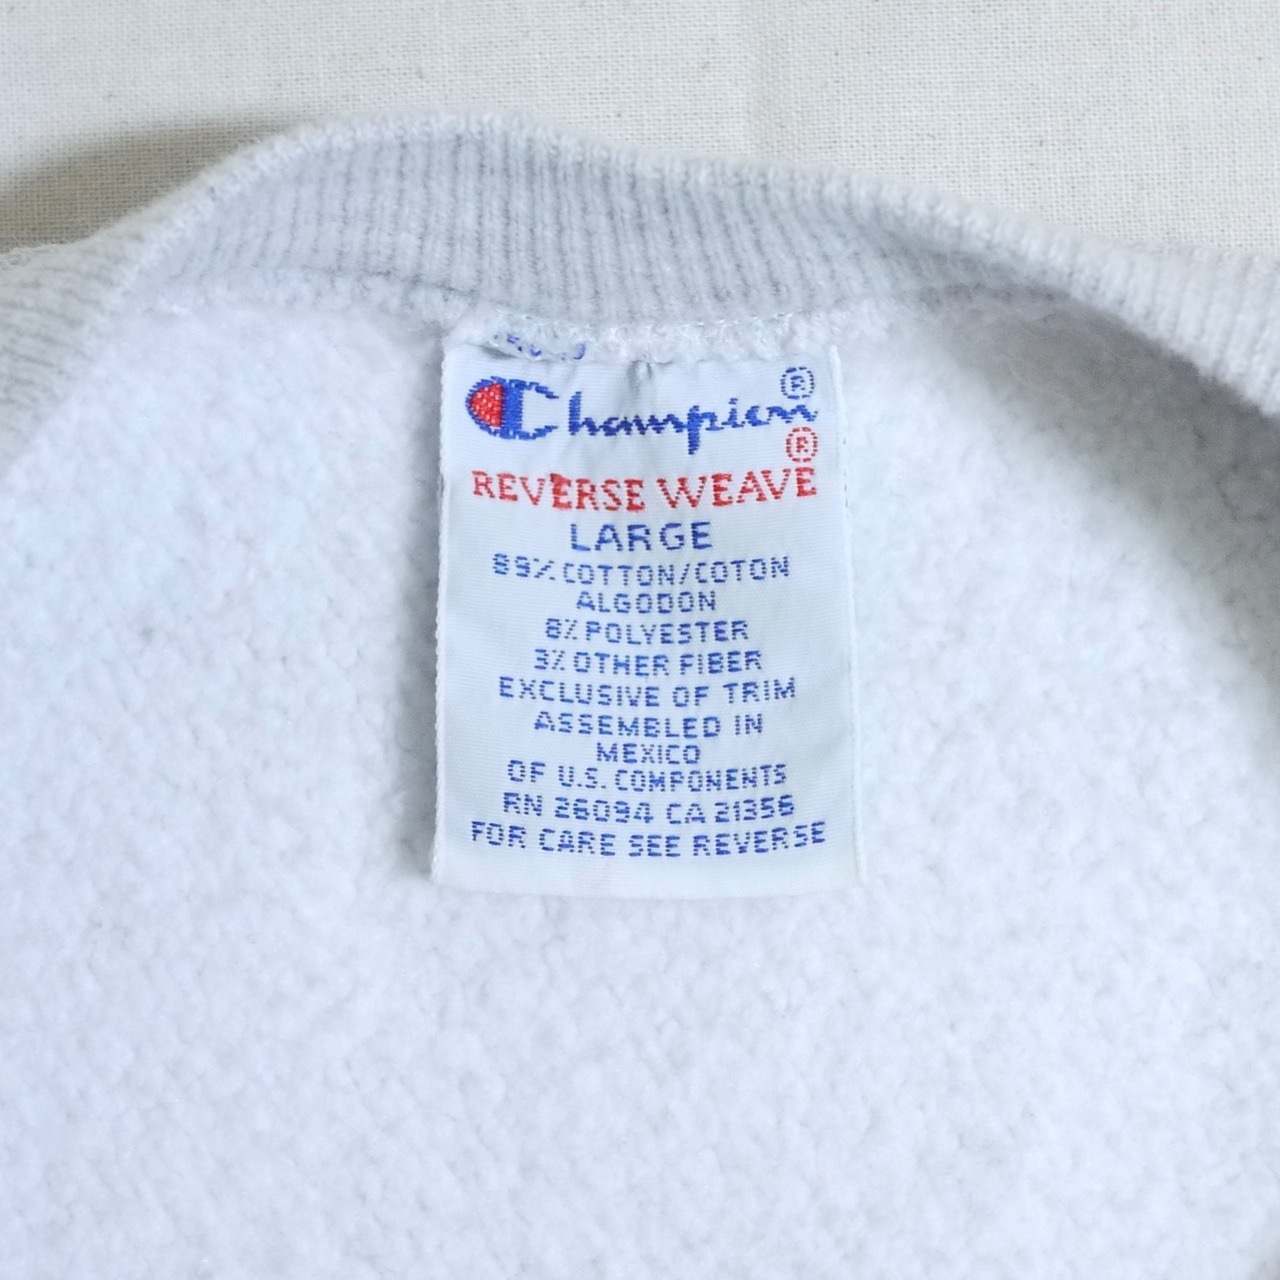 Champion®
REVERSE WEAVE®
LARGE
89% COTTON/COTON
ALGODON
8% POLYESTER
3% OTHER FIBER
EXCLUSIVE OF TRIM
ASSEMBLED IN
MEXICO
OF U.S. COMPONENTS
RN 26094 CA 21356
FOR CARE SEE REVERSE